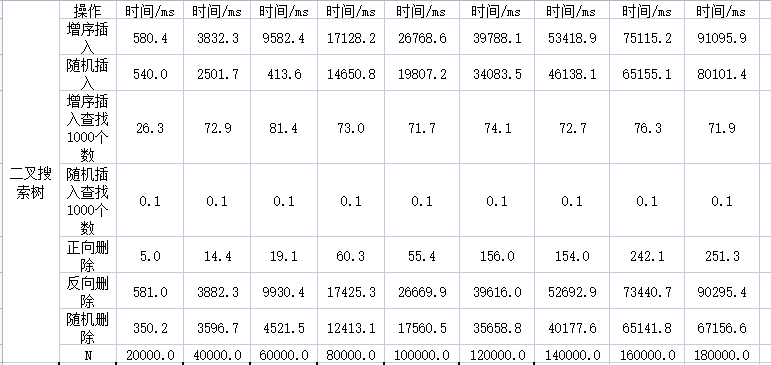 操作 时间/ms 时间/ms 时间/ms 时间/ms 时间/ms 时间/ms 时间/ms 时间/ms 时间/ms
增序插
入 580.4 3832.3 9582.4 17128.2 26768.6 39788.1 53418.9 75115.2 91095.9
随机插
入 540.0 2501.7 413.6 14650.8 19807.2 34083.5 46138.1 65155.1 80101.4
增序插
入查找
1000个
数 26.3 72.9 81.4 73.0 71.7 74.1 72.7 76.3 71.9
二叉搜
索树
随机插
入查找
1000个
数 0.1 0.1 0.1 0.1 0.1 0.1 0.1 0.1 0.1
正向删
除 5.0 14.4 19.1 60.3 55.4 156.0 154.0 242.1 251.3
反向删
除 581.0 3882.3 9930.4 17425.3 26669.9 39616.0 52692.9 73440.7 90295.4
随机删
除 350.2 3596.7 4521.5 12413.1 17560.5 35658.8 40177.6 65141.8 67156.6
N 20000.0 40000.0 60000.0 80000.0 100000.0 120000.0 140000.0 160000.0 180000.0